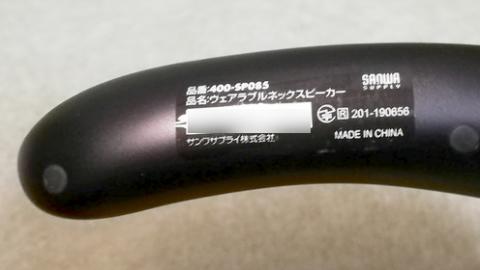 品番:400-SP085
品名:ウェアラブルネックスピーカー
サンワサプライ株式会社
SANWA
SUPPLY
R 201-190656
MADE IN CHINA